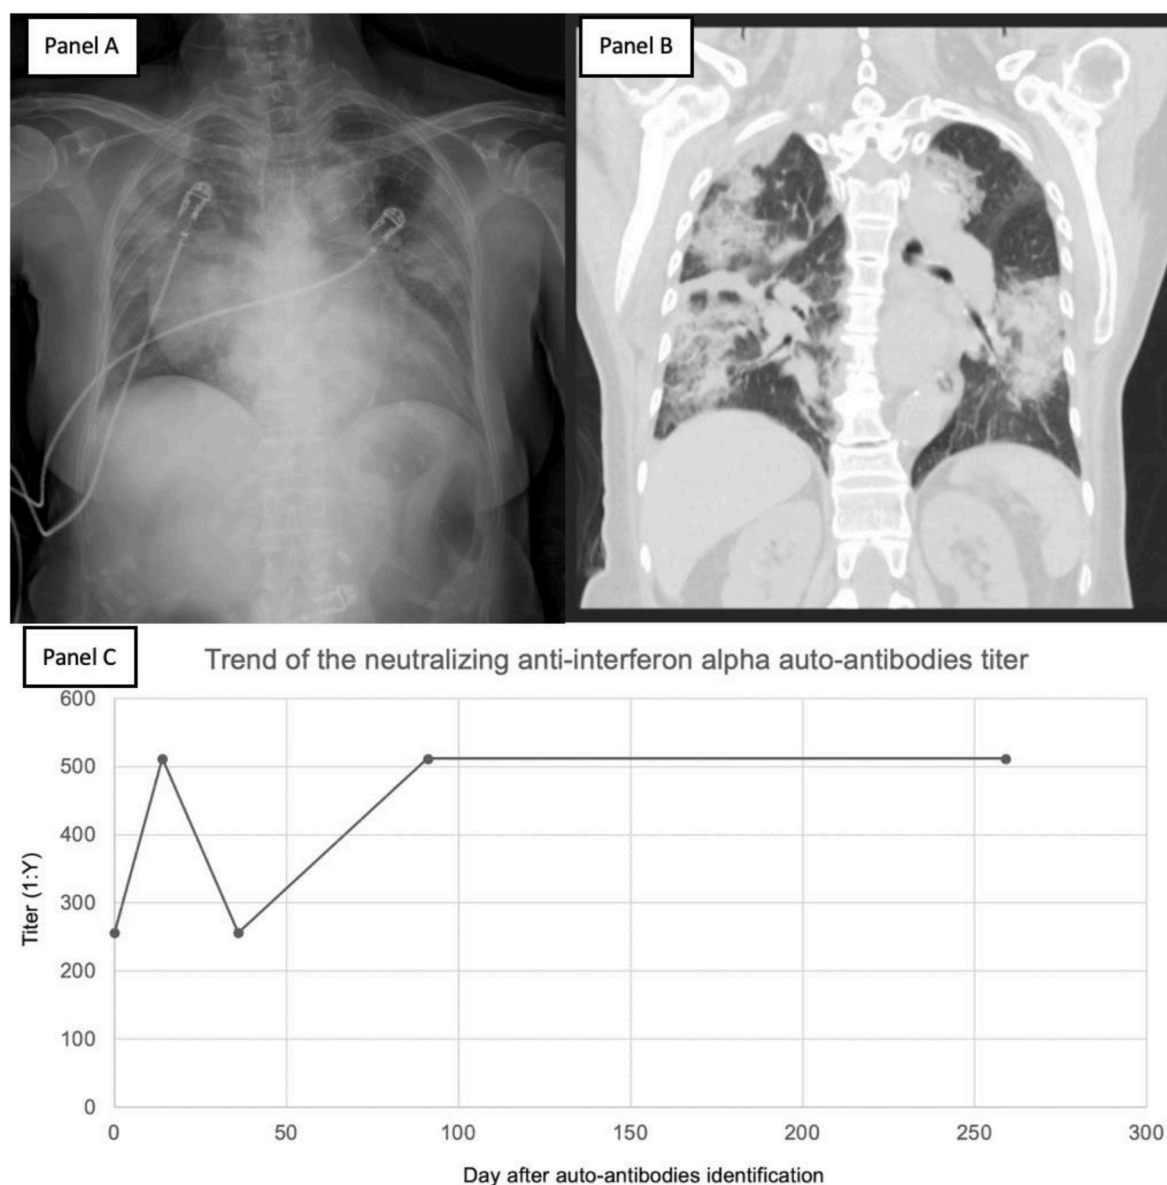 Panel A
Panel B
Panel C
Trend of the neutralizing anti-interferon alpha auto-antibodies titer
600
500
400
300
200
100
0
Titer (1:Y)
0 50 100 150 200 250 300
Day after auto-antibodies identification